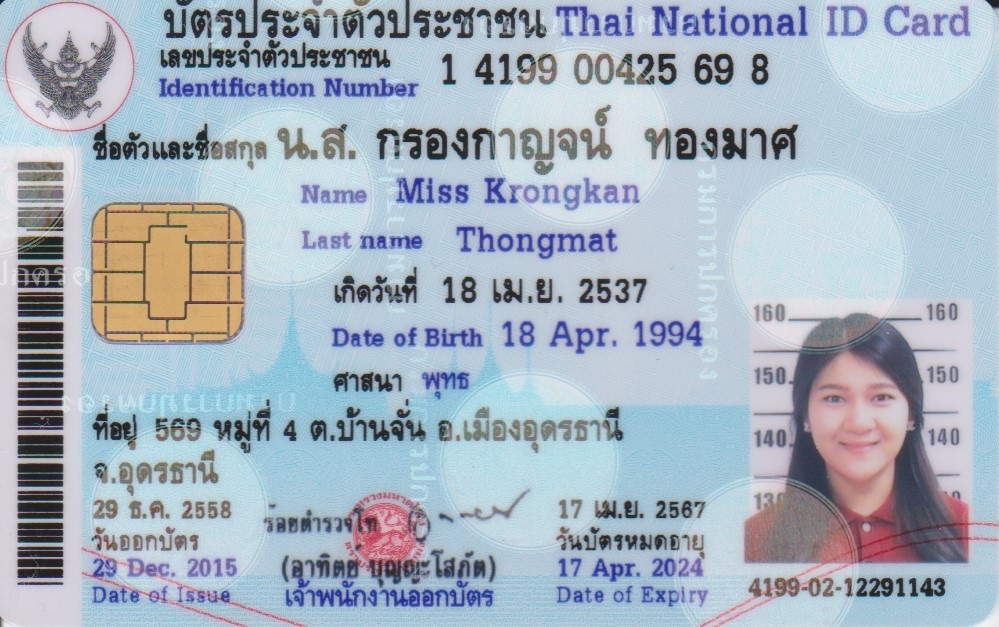 บัตรประจำตัวประชาชน Thai National ID Card
เลขประจำตัวประชาชน 1 4199 00425 69 8
Identification Number
ชื่อตัวและชื่อสกุล น.ส. กรองกาญจน์ ทองมาศ
Name Miss Krongkan
Last name Thongmat
เกิดวันที่ 18 เม.ย. 2537
Date of Birth 18 Apr. 1994
ศาสนา พุทธ
ที่อยู่ 569 หมู่ที่ 4 ต.บ้านจั่น อ.เมืองอุดรธานี
จ.อุดรธานี
160 160
150 150
140 140
130
29 ธ.ค. 2558
วันออกบัตร
29 Dec. 2015
Date of Issue
ร้อยตำรวจโท
(อาทิตย์ บุญญะโสภัต)
เจ้าพนักงานออกบัตร
17 เม.ย. 2567
วันบัตรหมดอายุ
17 Apr. 2024
Date of Expiry
4199-02-12291143